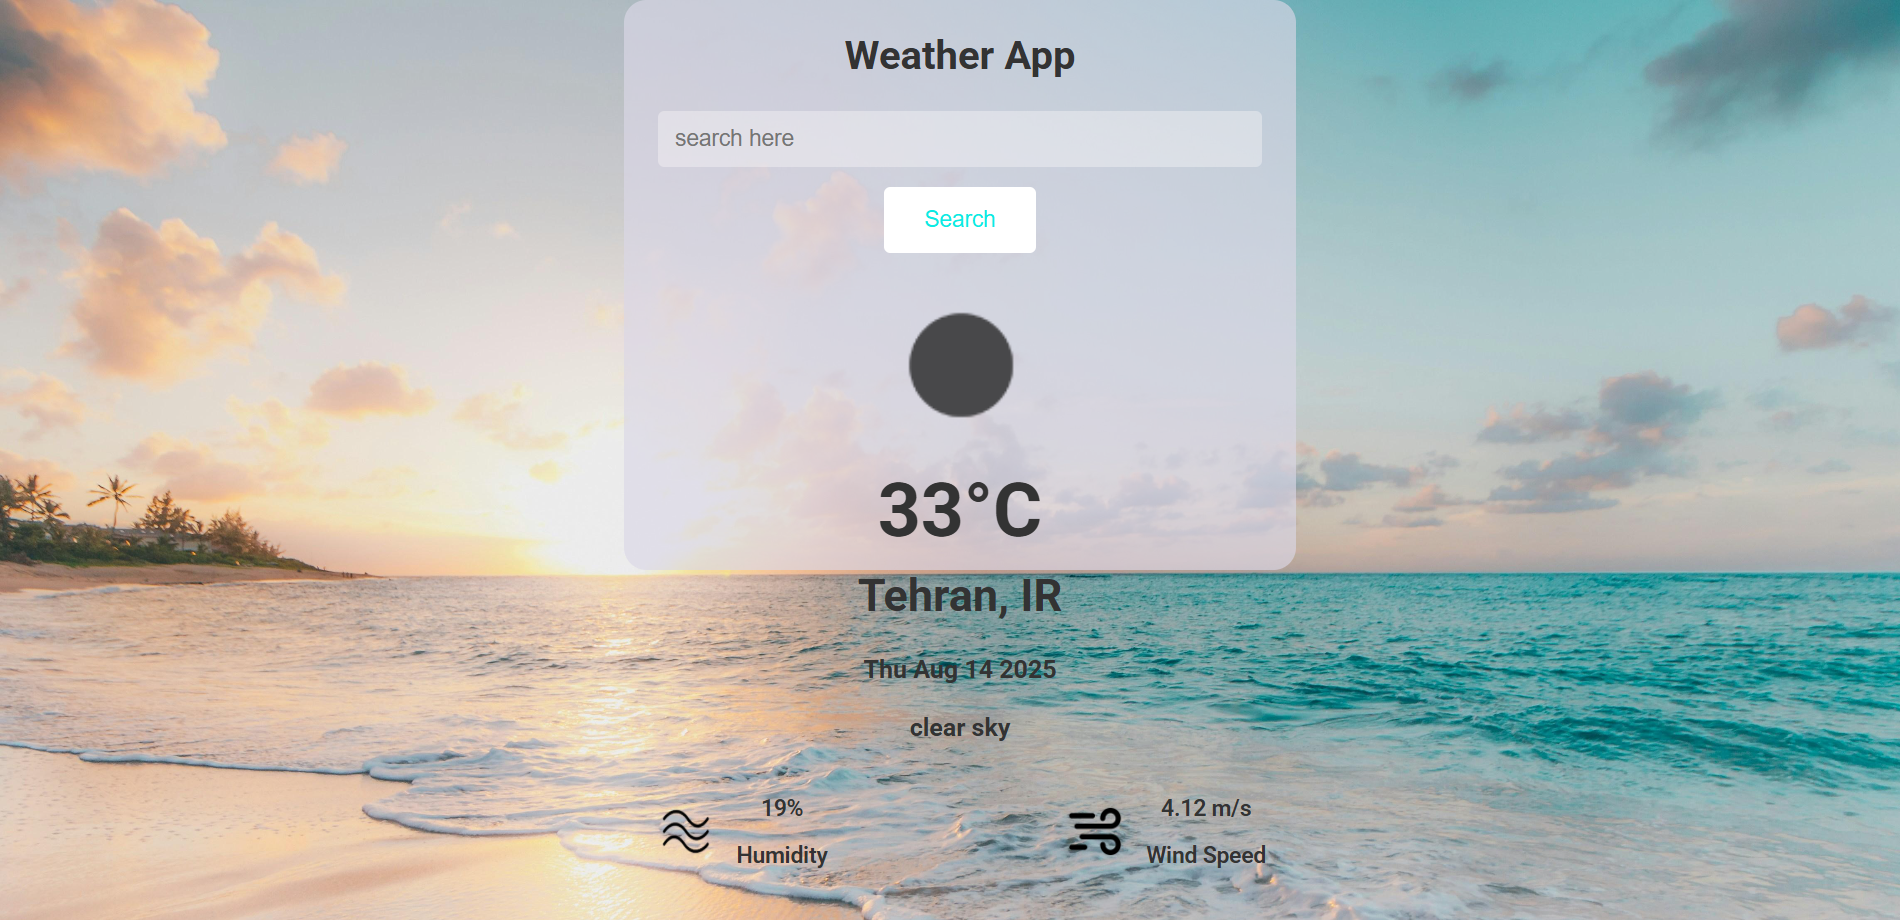 Weather App
search here
Search
33°C
Tehran, IR
Thu Aug 14 2025
clear sky
19%
Humidity
4.12 m/s
Wind Speed